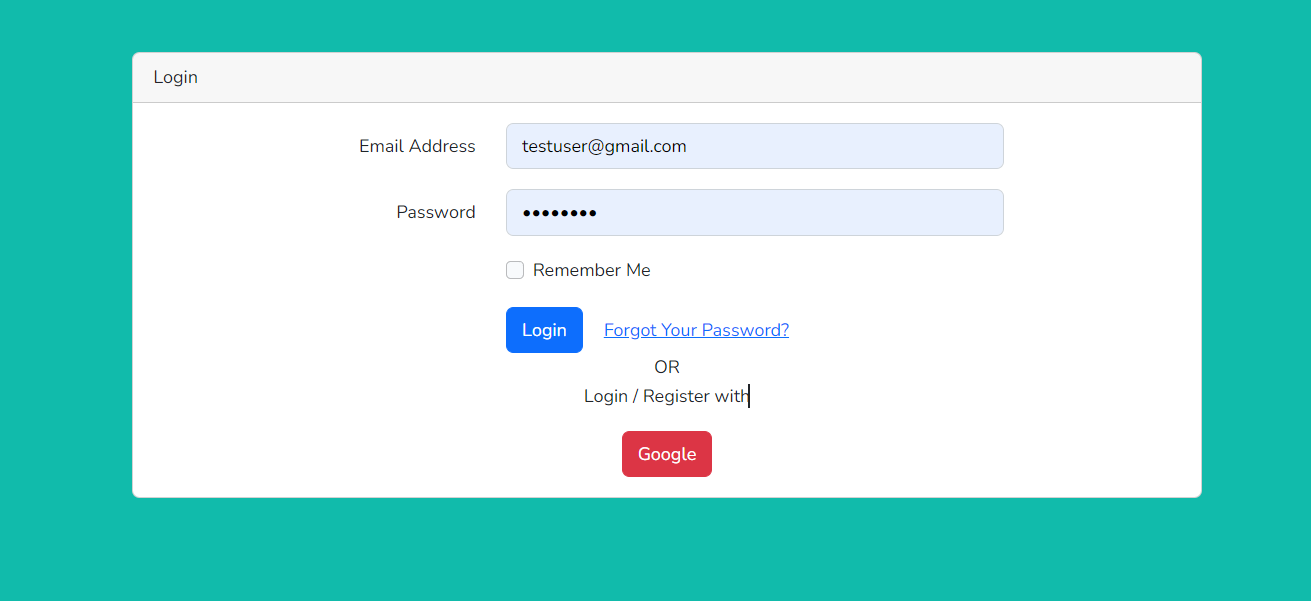 Login
Email Address testuser@gmail.com
Password ••••••••
Remember Me
Login Forgot Your Password?
OR
Login / Register with
Google